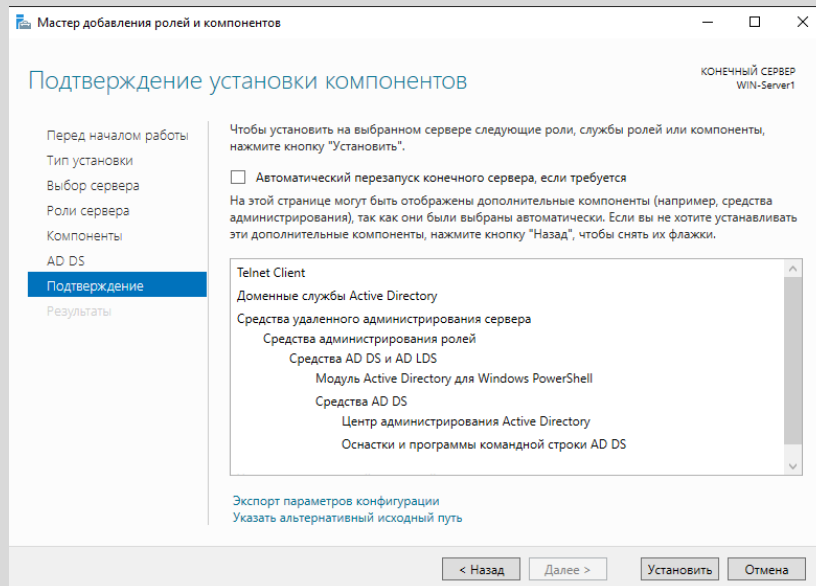 Мастер добавления ролей и компонентов
Подтверждение установки компонентов
КОНЕЧНЫЙ СЕРВЕР
WIN-Server1
Перед началом работы
Тип установки
Выбор сервера
Роли сервера
Компоненты
AD DS
Подтверждение
Результаты
Чтобы установить на выбранном сервере следующие роли, службы ролей или компоненты,
нажмите кнопку "Установить".
Автоматический перезапуск конечного сервера, если требуется
На этой странице могут быть отображены дополнительные компоненты (например, средства
администрирования), так как они были выбраны автоматически. Если вы не хотите устанавливать
эти дополнительные компоненты, нажмите кнопку "Назад", чтобы снять их флажки.
Telnet Client
Доменные службы Active Directory
Средства удаленного администрирования сервера
Средства администрирования ролей
Средства AD DS и AD LDS
Модуль Active Directory для Windows PowerShell
Средства AD DS
Центр администрирования Active Directory
Оснастки и программы командной строки AD DS
Экспорт параметров конфигурации
Указать альтернативный исходный путь
< Назад
Далее >
Установить
Отмена